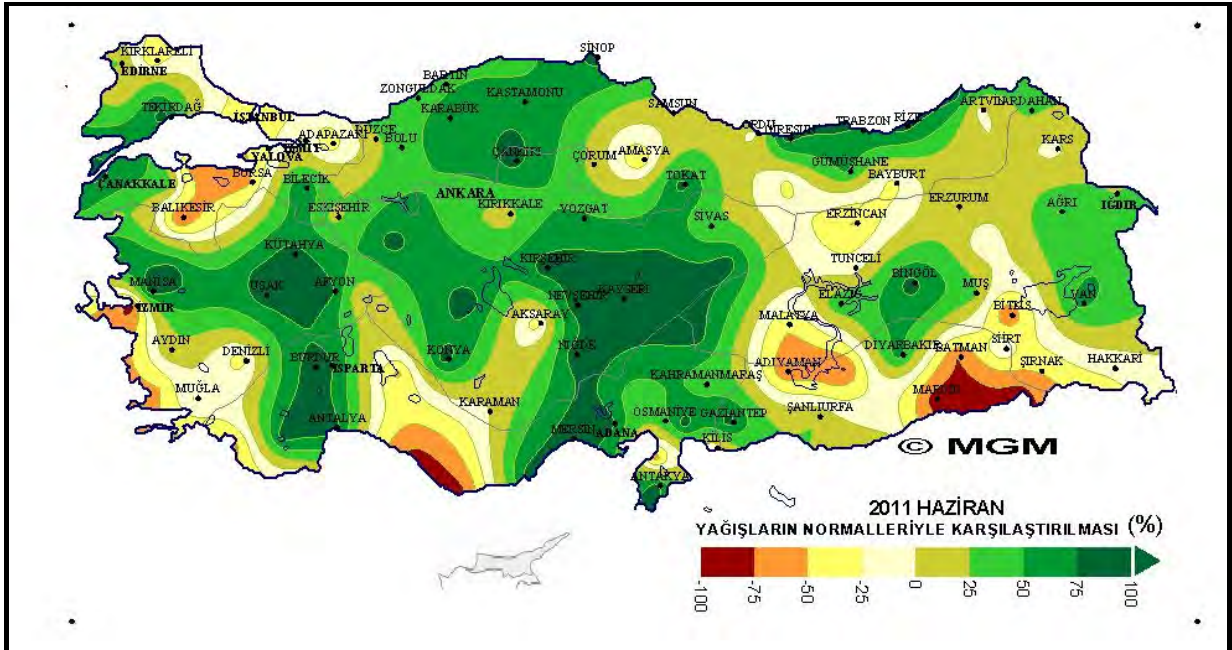 SİNOP
KIRKLARELİ
EDİRNE
BARTIN
ZONGULDAK
KASTAMONU
KARABÜK
SAMSUN
ARTVİN
ARDAHAN
TEKİRDAĞ
İSTANBUL
ORDU
GİRESUN
TRABZON
RİZE
ADAPAZARI
DÜZCE
BOLU
KARS
YALOVA
ÇANKIRI
ÇORUM
AMASYA
GÜMÜŞHANE
BURSA
BİLECİK
TOKAT
BAYBURT
ÇANAKKALE
ANKARA
ERZURUM
AĞRI
IĞDIR
BALIKESİR
ESKİŞEHİR
KIRIKKALE
YOZGAT
SİVAS
ERZİNCAN
KÜTAHYA
KIRŞEHİR
TUNCELİ
BİNGÖL
MUŞ
MANİSA
UŞAK
AFYON
NEVŞEHİR
KAYSERİ
ELAZIĞ
BİTLİS
VAN
İZMİR
AKSARAY
MALATYA
AYDIN
DENİZLİ
BURDUR
ISPARTA
KONYA
NİĞDE
ADIYAMAN
DİYARBAKIR
BATMAN
SİİRT
ŞIRNAK
HAKKARİ
MUĞLA
KAHRAMANMARAŞ
MARDİN
ANTALYA
KARAMAN
OSMANİYE
GAZİANTEP
ŞANLIURFA
MERSİN
ADANA
KİLİS
© MGM
ANTAKYA
2011 HAZİRAN
YAĞIŞLARIN NORMALLERİYLE KARŞILAŞTIRILMASI (%)
-100 -75 -50 -25 0 25 50 75 100